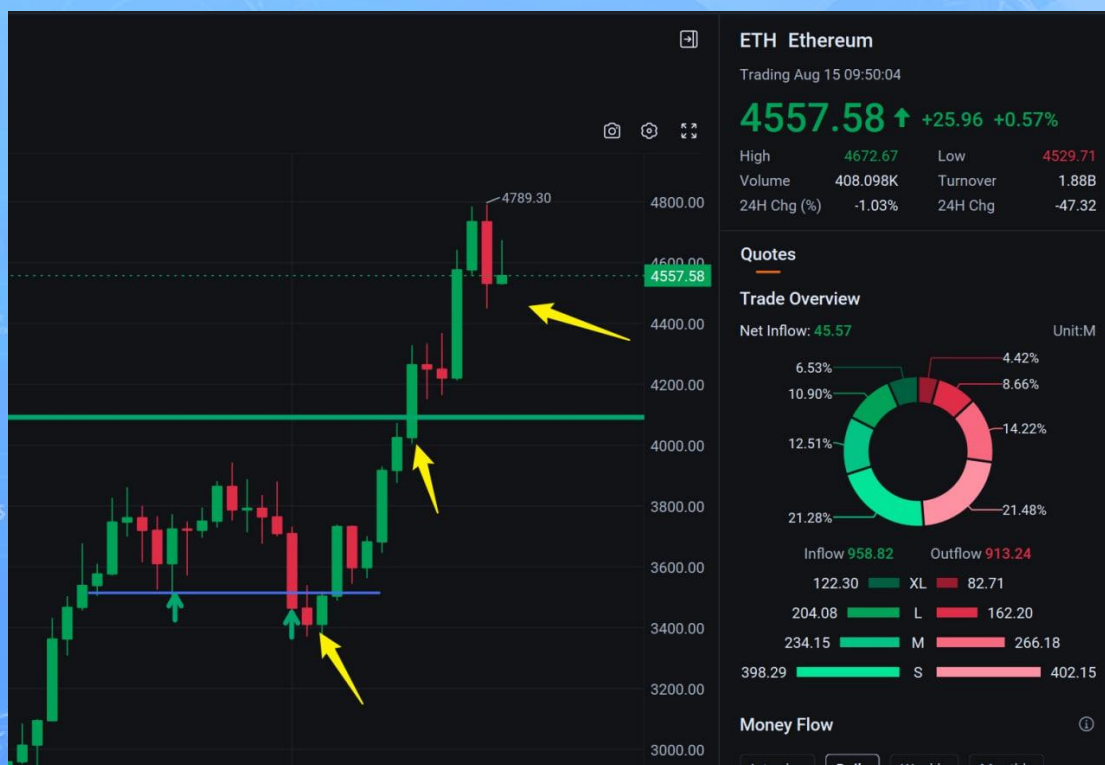 ETH Ethereum
Trading Aug 15 09:50:04
4557.58 +25.96 +0.57%
High 4672.67 Low 4529.71
Volume 408.098K Turnover 1.88B
24H Chg (%) -1.03% 24H Chg -47.32
4789.30
4800.00
4600.00
4557.58
4400.00
4200.00
4000.00
3800.00
3600.00
3400.00
3200.00
3000.00
Quotes
Trade Overview
Net Inflow: 45.57 Unit:M
6.53% 4.42%
10.90% 8.66%
12.51% 14.22%
21.28% 21.48%
Inflow 958.82 Outflow 913.24
122.30 XL 82.71
204.08 L 162.20
234.15 M 266.18
398.29 S 402.15
Money Flow